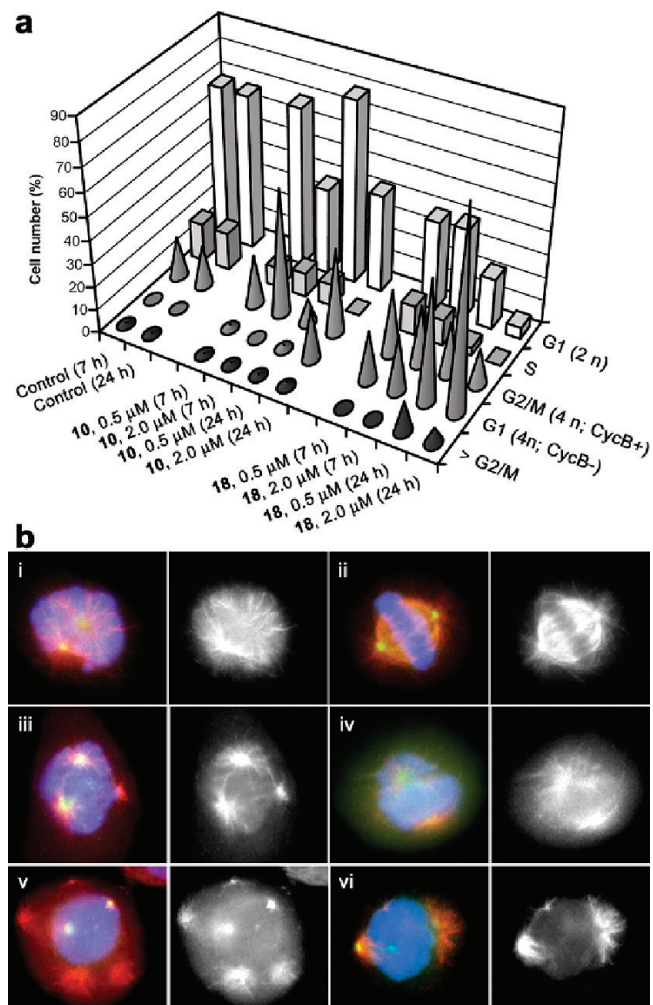 a
Cell number (%)
90
80
70
60
50
40
30
20
10
0
Control (7 h)
Control (24 h)
10, 0.5 µM (7 h)
10, 2.0 µM (7 h)
10, 0.5 µM (24 h)
10, 2.0 µM (24 h)
18, 0.5 µM (7 h)
18, 2.0 µM (7 h)
18, 0.5 µM (24 h)
18, 2.0 µM (24 h)
G1 (2 n)
S
G2/M (4 n; CycB+)
G1 (4n; CycB-)
> G2/M
b
i
ii
iii
iv
v
vi